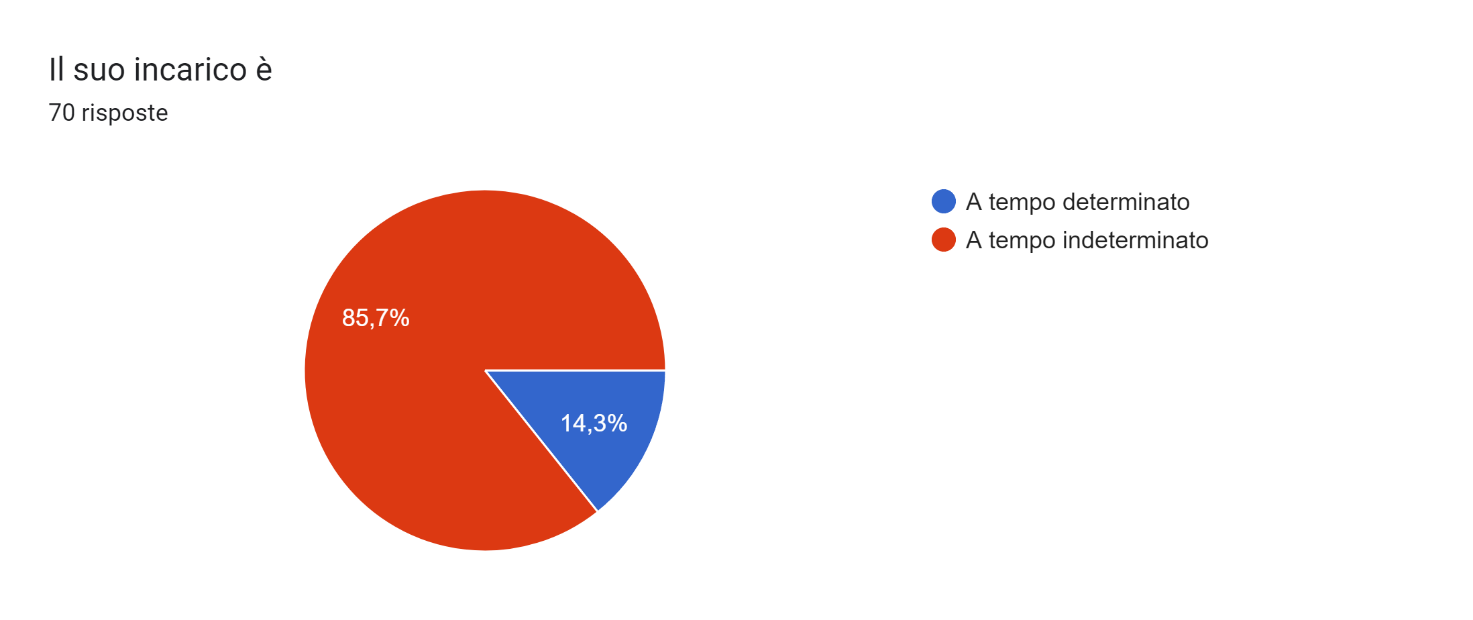 Il suo incarico è
70 risposte
A tempo determinato
A tempo indeterminato
85,7%
14,3%